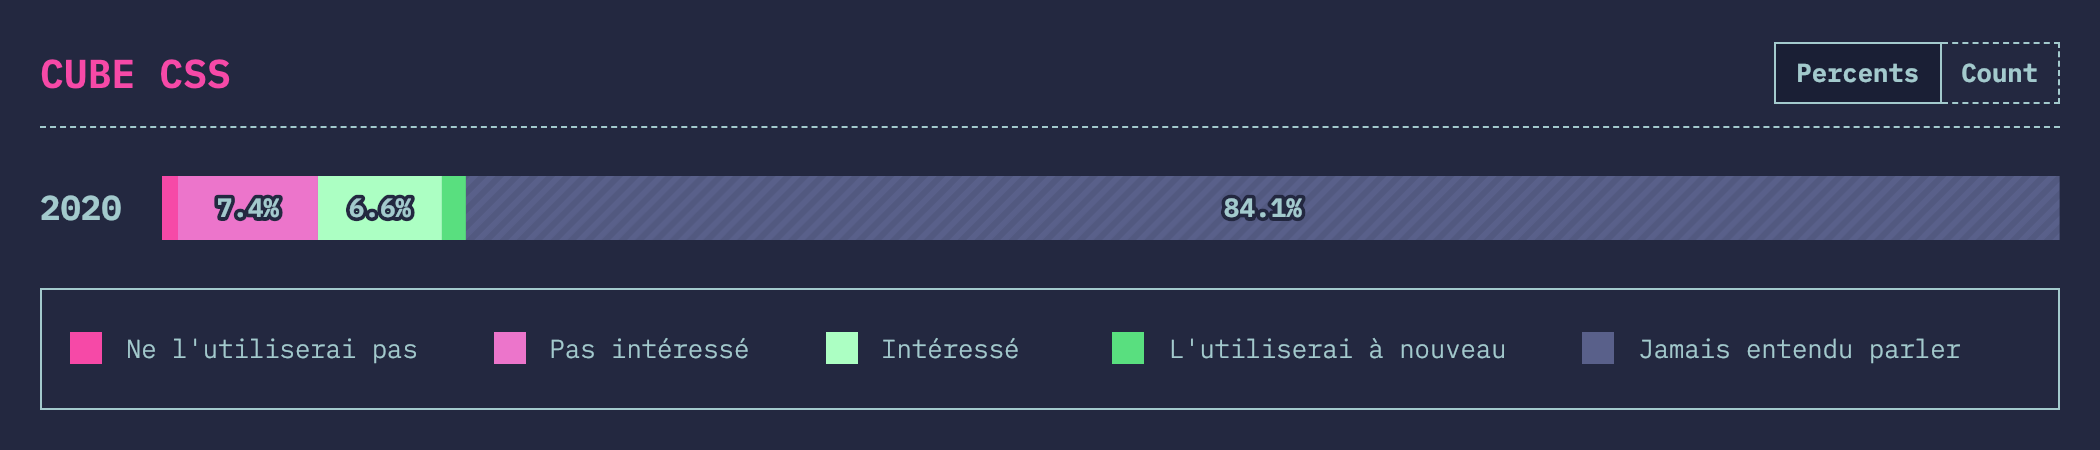 CUBE CSS
Percents Count
2020 7.4% 6.6% 84.1%
Ne l'utiliserai pas Pas intéressé Intéressé L'utiliserai à nouveau Jamais entendu parler